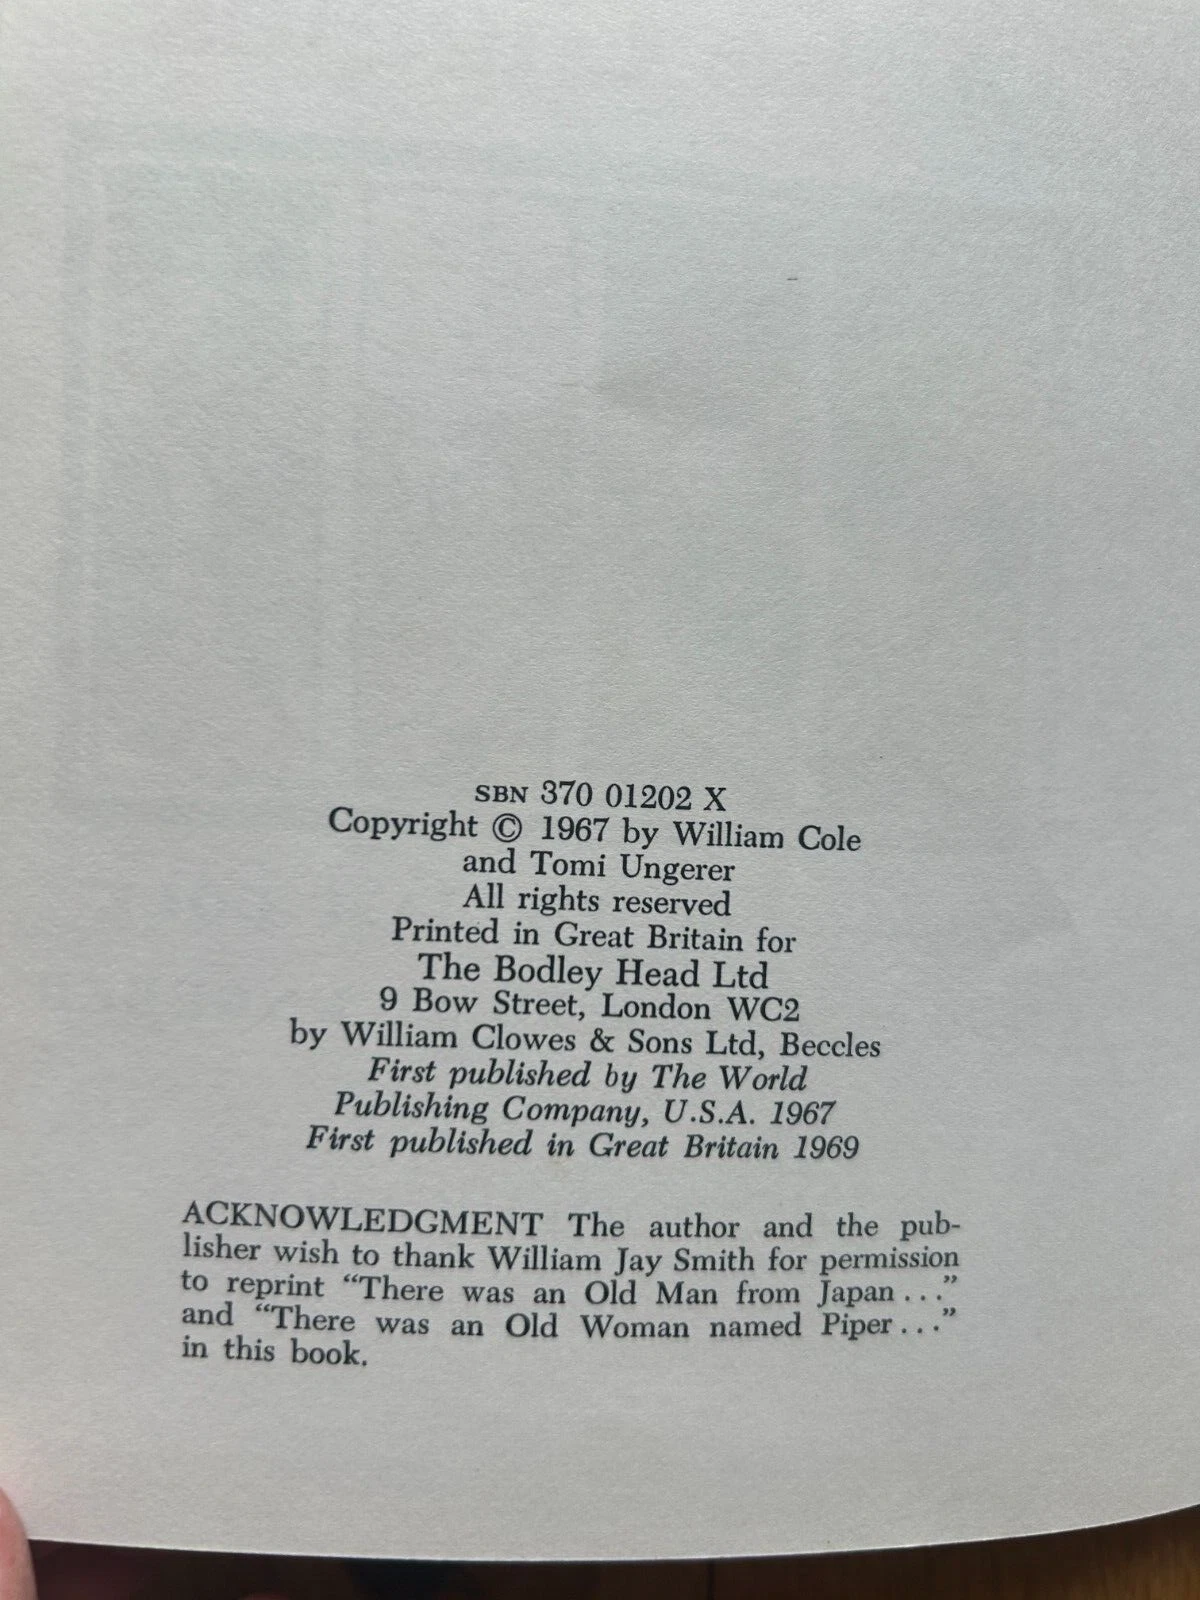 SBN 370 01202 X
Copyright © 1967 by William Cole
and Tomi Ungerer
All rights reserved
Printed in Great Britain for
The Bodley Head Ltd
9 Bow Street, London WC2
by William Clowes & Sons Ltd, Beccles
First published by The World
Publishing Company, U.S.A. 1967
First published in Great Britain 1969
ACKNOWLEDGMENT The author and the pub-
lisher wish to thank William Jay Smith for permission
to reprint “There was an Old Man from Japan . . .”
and “There was an Old Woman named Piper . . .”
in this book.